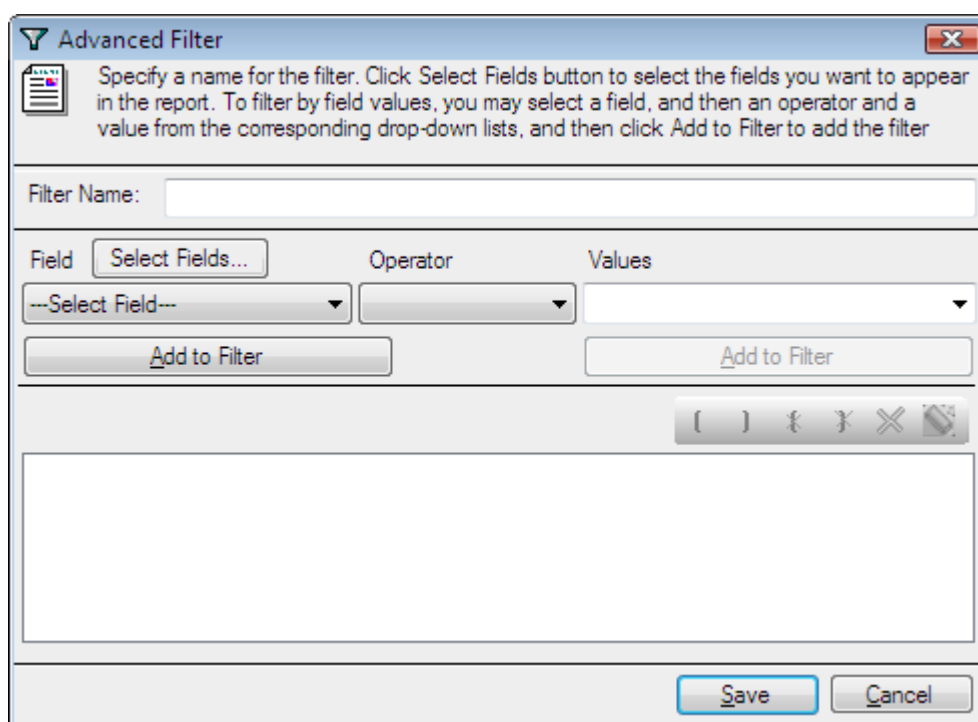 Advanced Filter
Specify a name for the filter. Click Select Fields button to select the fields you want to appear
in the report. To filter by field values, you may select a field, and then an operator and a
value from the corresponding drop-down lists, and then click Add to Filter to add the filter
Filter Name:
Field Select Fields... Operator Values
---Select Field---
Add to Filter Add to Filter
( ) { }
Save Cancel